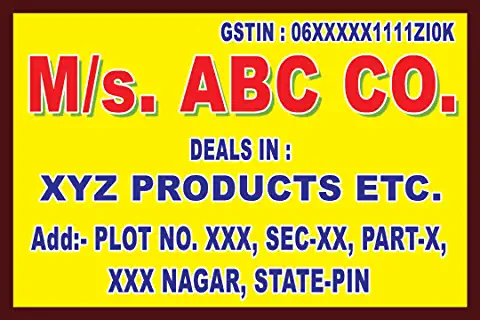 GSTIN : 06XXXXX1111ZI0K
M/s. ABC CO.
DEALS IN :
XYZ PRODUCTS ETC.
Add:- PLOT NO. XXX, SEC-XX, PART-X,
XXX NAGAR, STATE-PIN